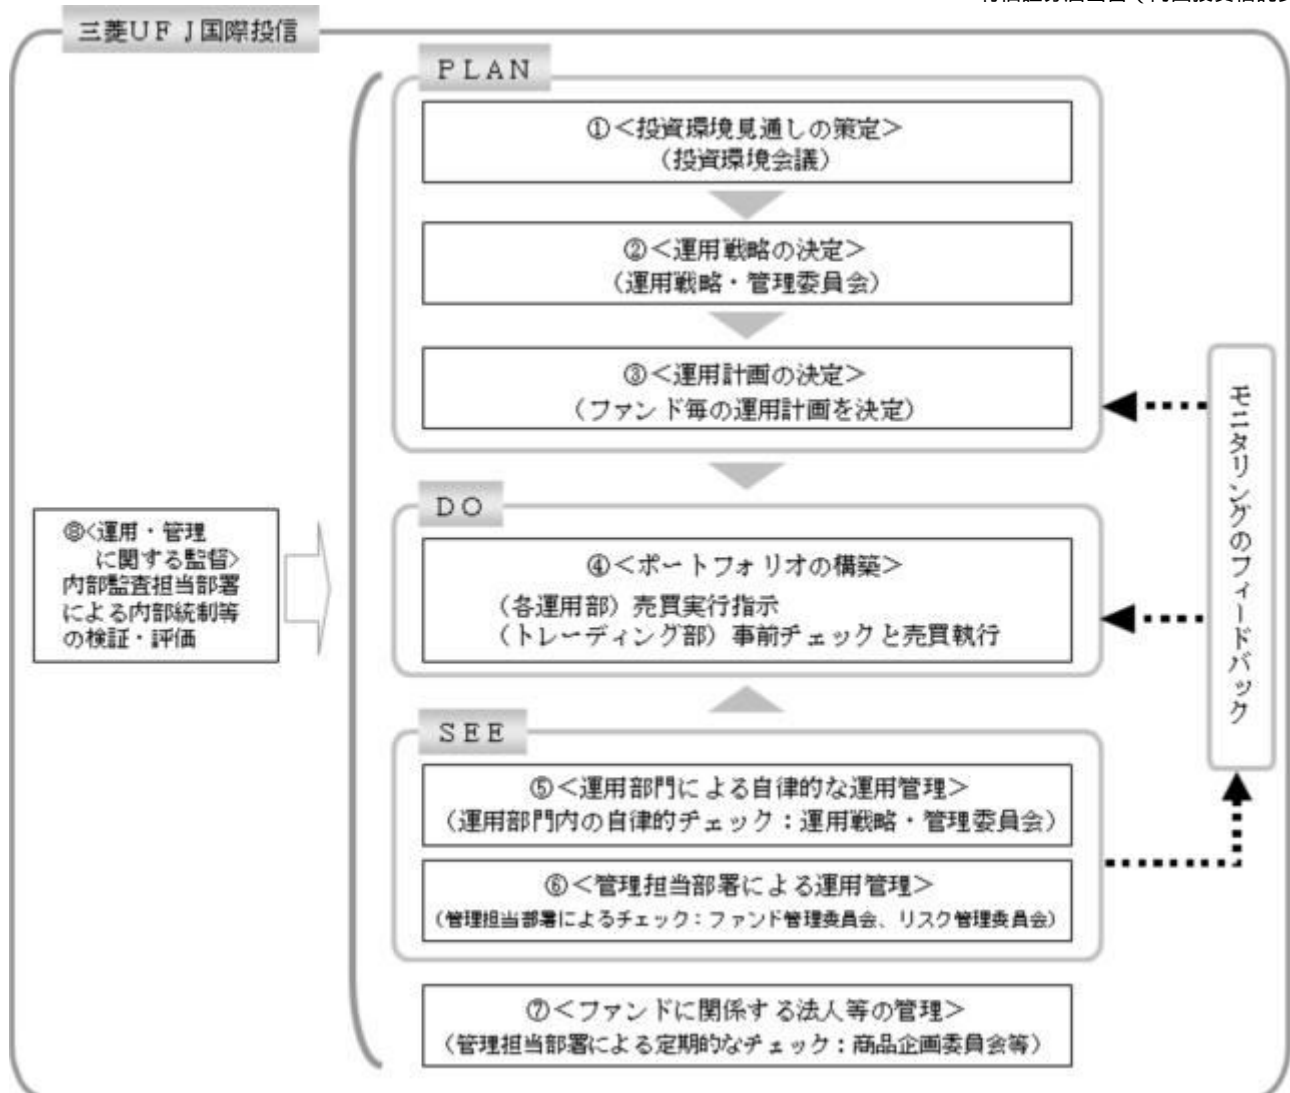 三菱ＵＦＪ国際投信
ＰＬＡＮ
①＜投資環境見通しの策定＞
（投資環境会議）
②＜運用戦略の決定＞
（運用戦略・管理委員会）
③＜運用計画の決定＞
（ファンド毎の運用計画を決定）
ＤＯ
④＜ポートフォリオの構築＞
（各運用部）売買実行指示
（トレーディング部）事前チェックと売買執行
ＳＥＥ
⑤＜運用部門による自律的な運用管理＞
（運用部門内の自律的チェック：運用戦略・管理委員会）
⑥＜管理担当部署による運用管理＞
（管理担当部署によるチェック：ファンド管理委員会、リスク管理委員会）
⑦＜ファンドに関係する法人等の管理＞
（管理担当部署による定期的なチェック：商品企画委員会等）
⑧＜運用・管理
に関する監督＞
内部監査担当部署
による内部統制等
の検証・評価
モニタリングのフィードバック